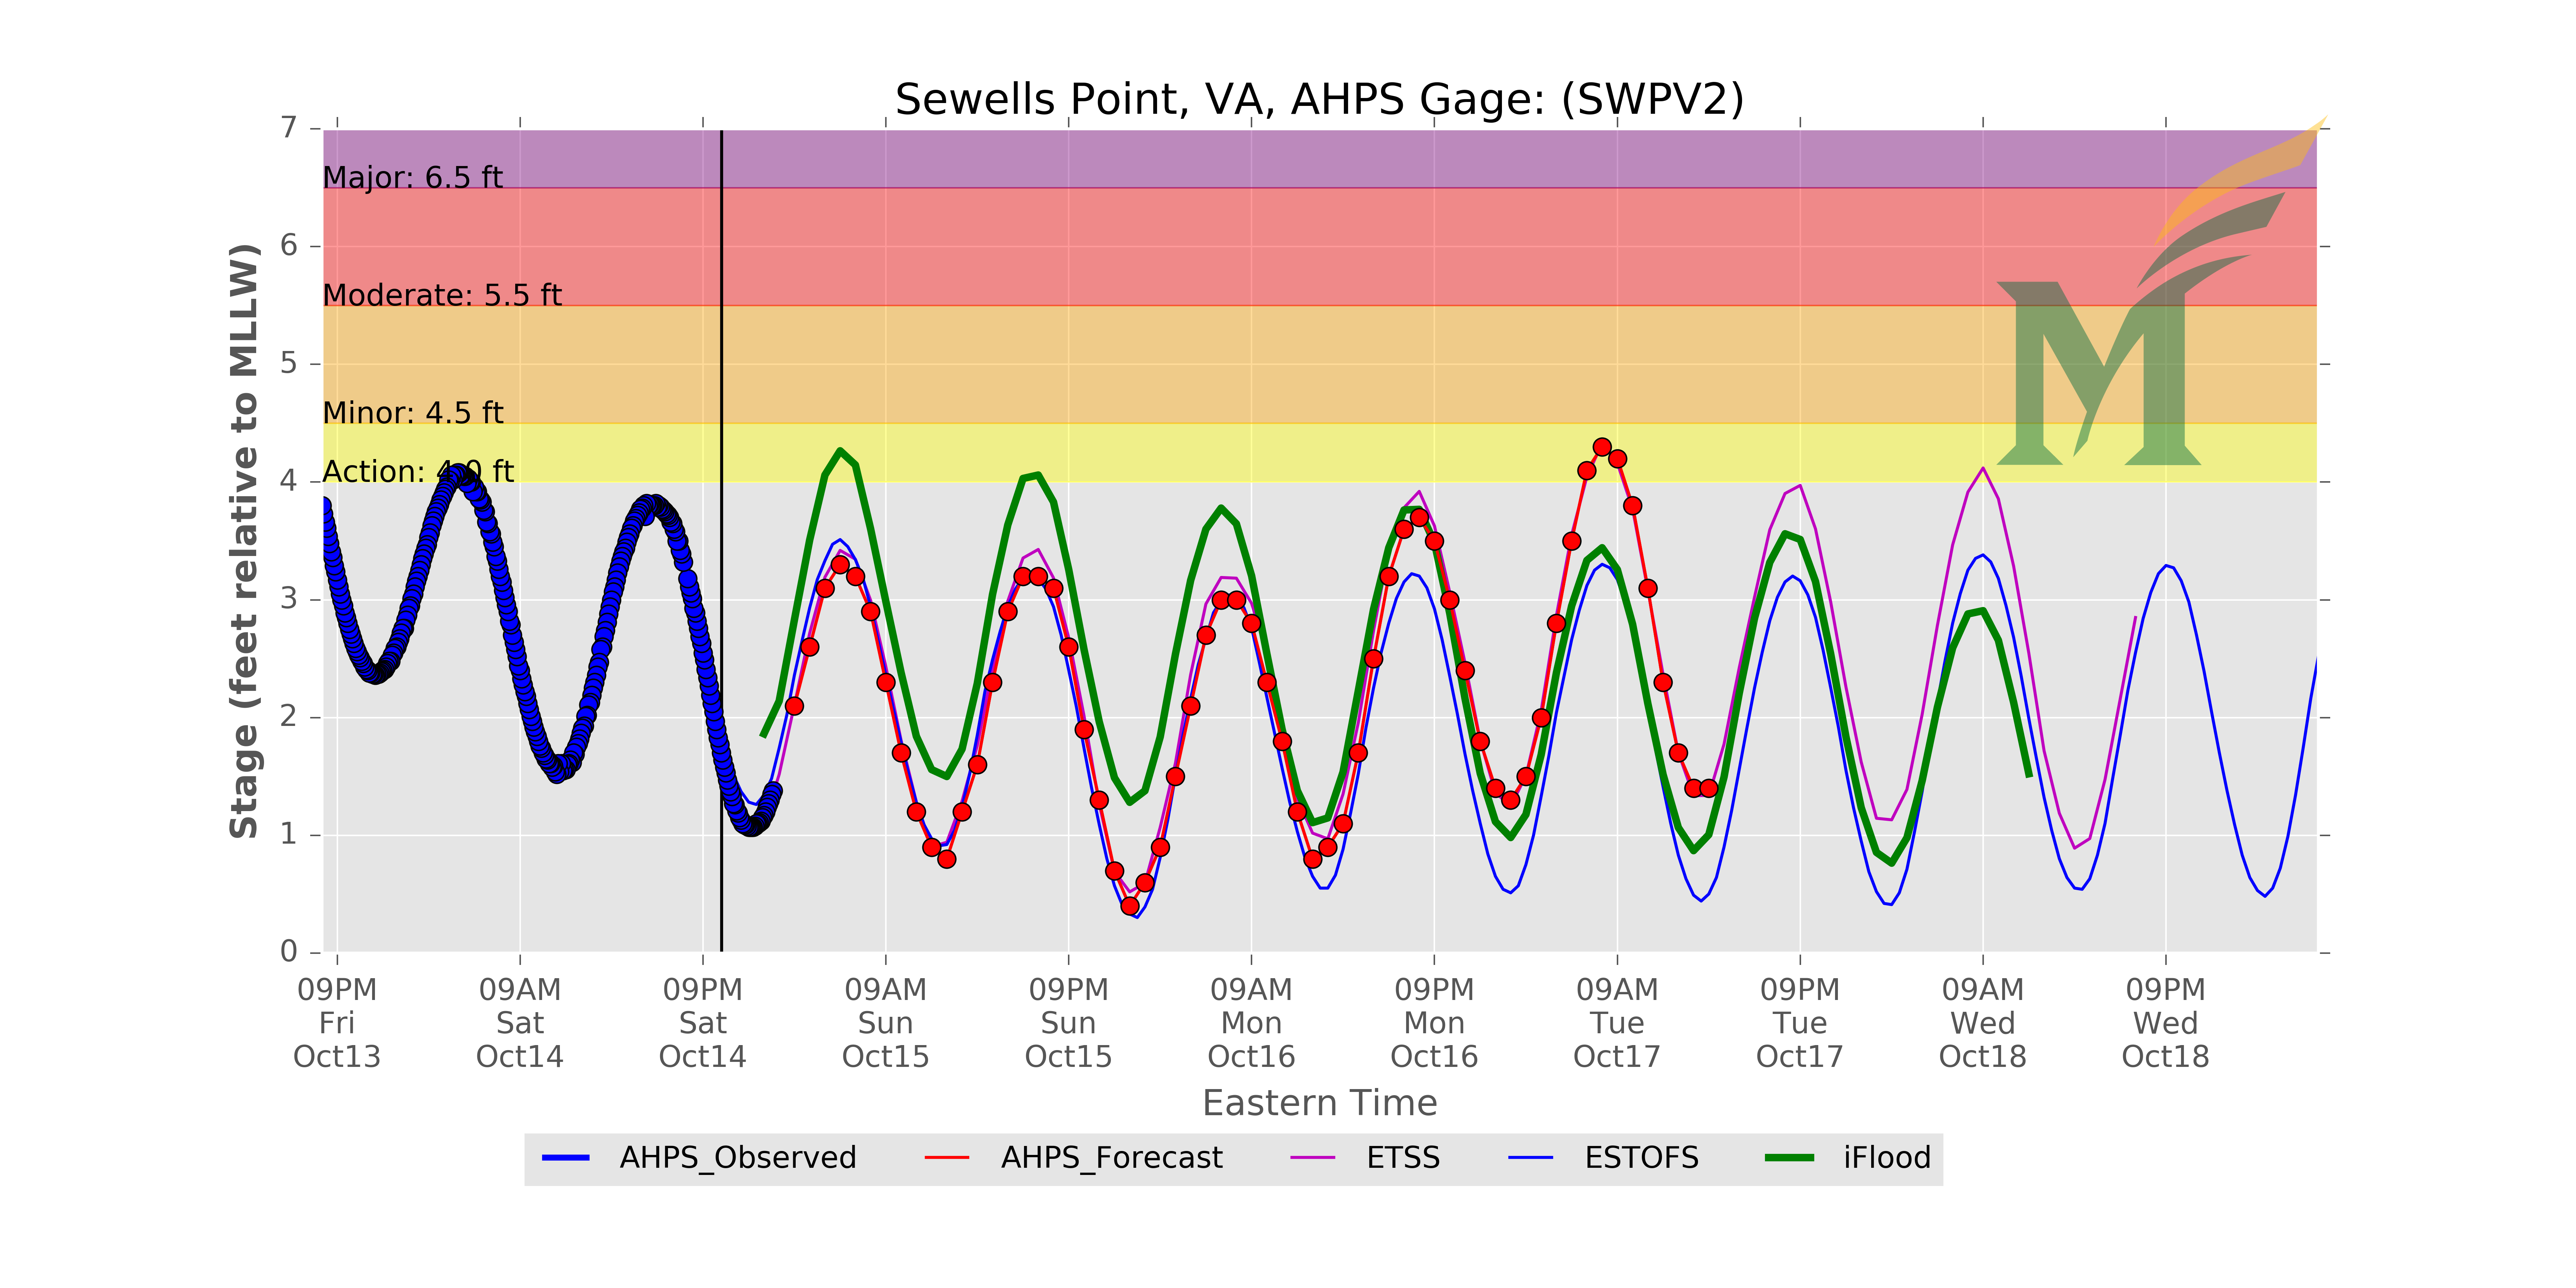 Sewells Point, VA, AHPS Gage: (SWPV2)
Stage (feet relative to MLLW)
7
6
5
4
3
2
1
0
Major: 6.5 ft
Moderate: 5.5 ft
Minor: 4.5 ft
Action: 4.0 ft
M
09PM 09AM 09PM 09AM 09PM 09AM 09PM 09AM 09PM 09AM 09PM
Fri Sat Sat Sun Sun Mon Mon Tue Tue Wed Wed
Oct13 Oct14 Oct14 Oct15 Oct15 Oct16 Oct16 Oct17 Oct17 Oct18 Oct18
Eastern Time
AHPS_Observed AHPS_Forecast ETSS ESTOFS iFlood